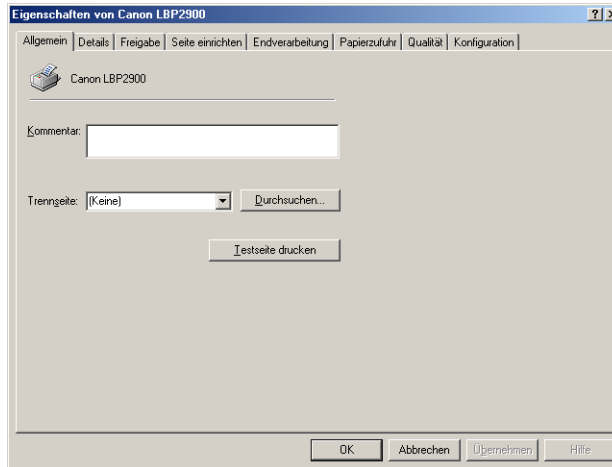 Eigenschaften von Canon LBP2900
Allgemein Details Freigabe Seite einrichten Endverarbeitung Papierzufuhr Qualität Konfiguration
Canon LBP2900
Kommentar:
Trennseite: (Keine) Durchsuchen...
Testseite drucken
OK Abbrechen Übernehmen Hilfe